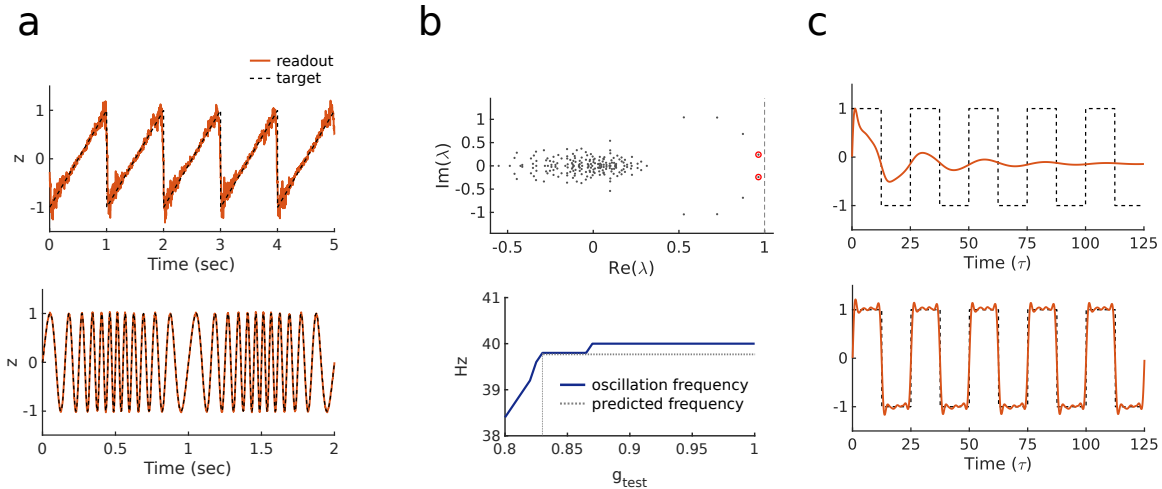 a
readout
target
z
1
0
-1
0 1 2 3 4 5
Time (sec)
z
1
0
-1
0 0.5 1 1.5 2
Time (sec)
b
Im(λ)
1
0.5
0
-0.5
-1
-0.5 0 0.5 1
Re(λ)
Hz
41
40
39
38
oscillation frequency
predicted frequency
0.8 0.85 0.9 0.95 1
g_test
c
1
0
-1
0 25 50 75 100 125
Time (τ)
1
0
-1
0 25 50 75 100 125
Time (τ)